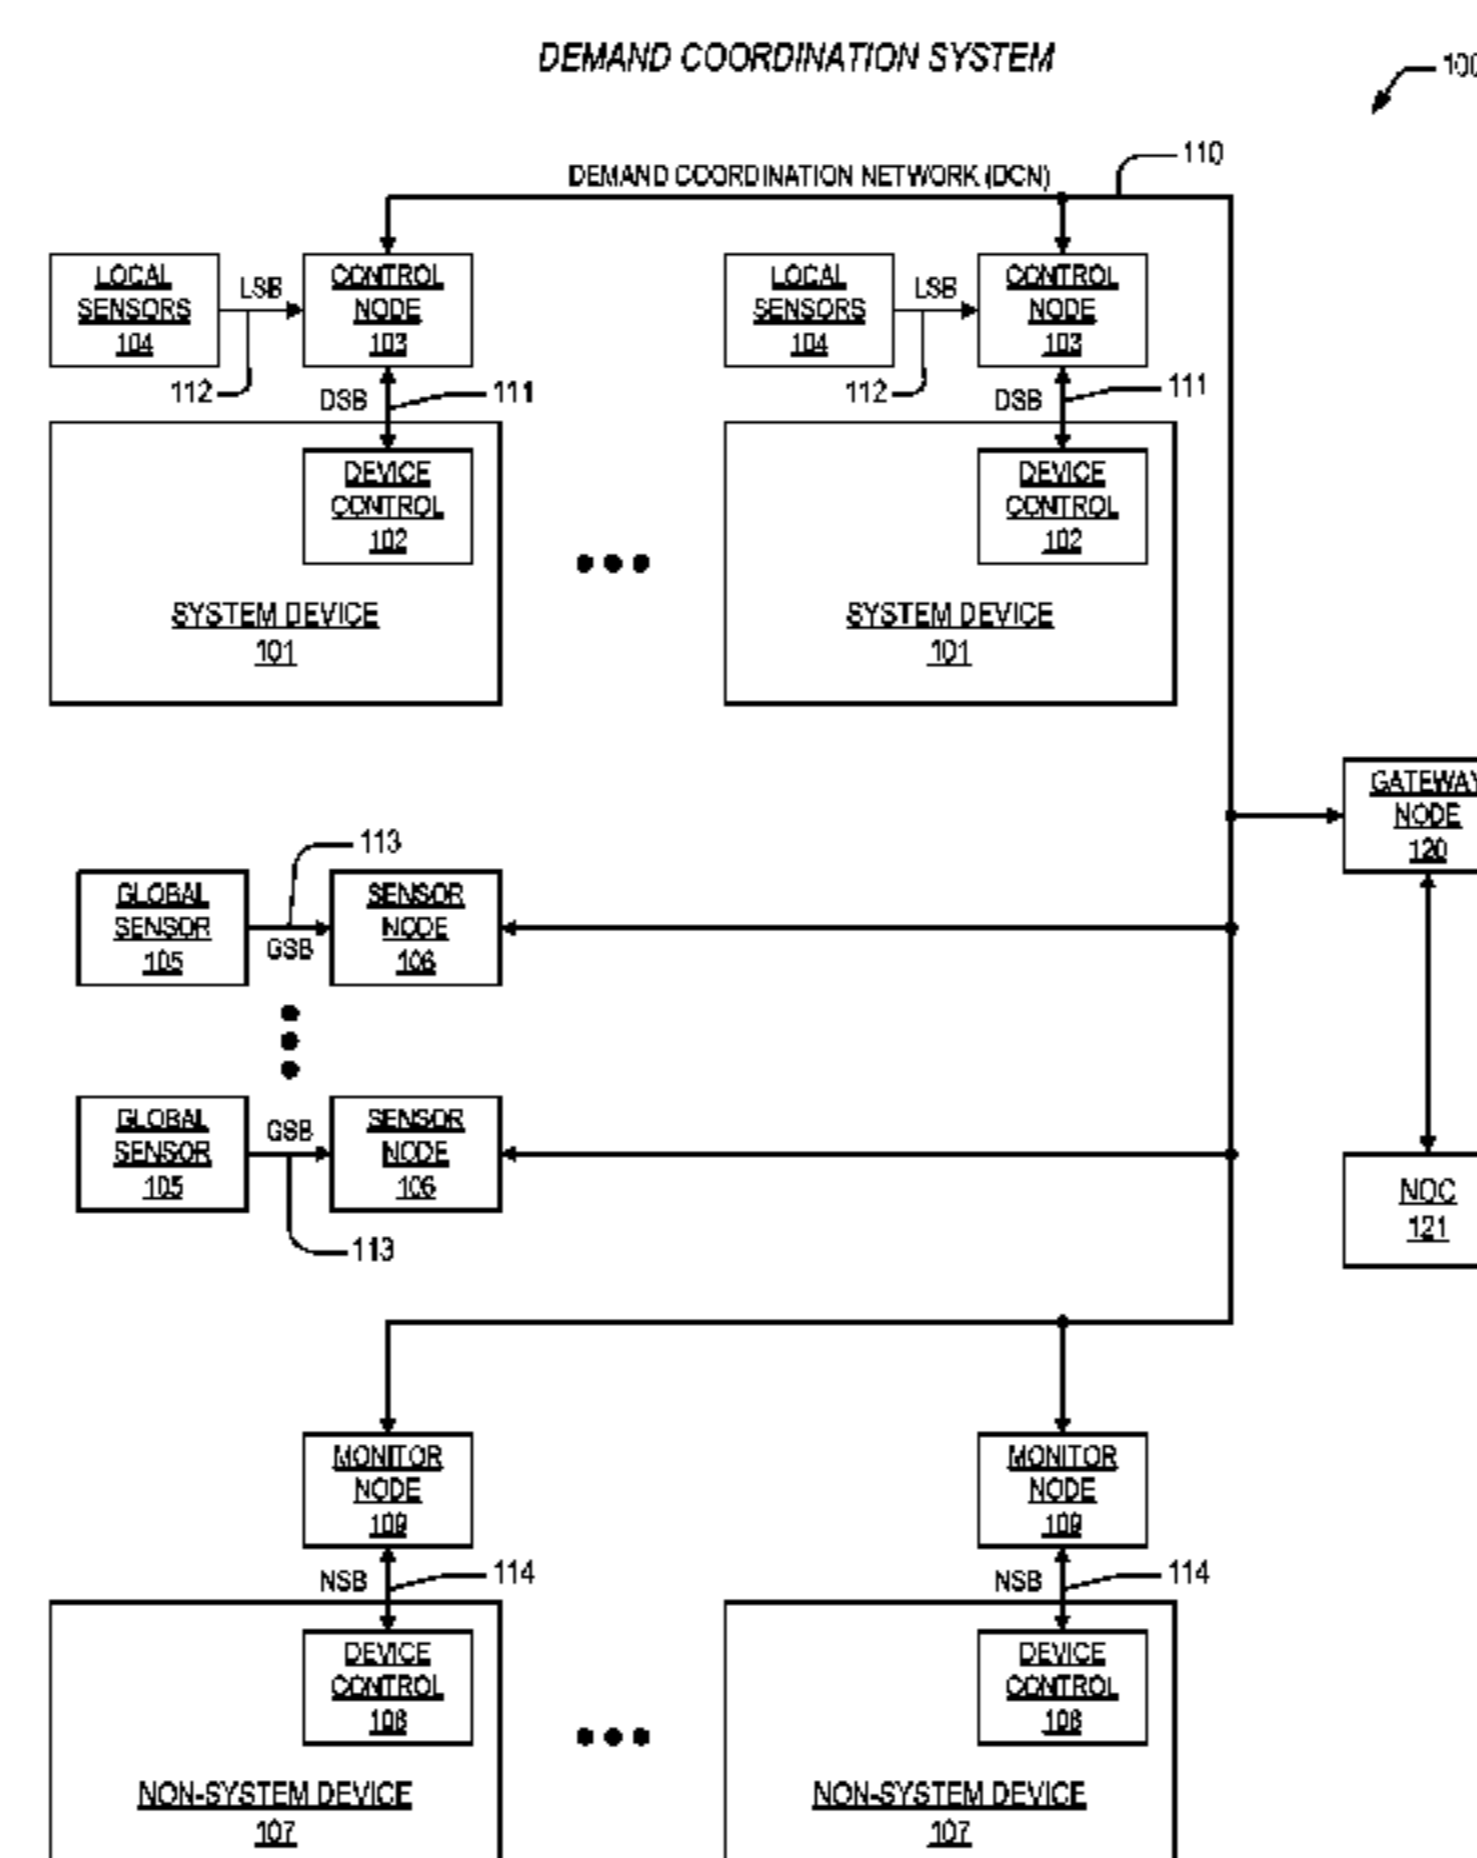 DEMAND COORDINATION SYSTEM
100
110
DEMAND COORDINATION NETWORK (DCN)
LOCAL
SENSORS
104
LSB
CONTROL
NODE
103
LOCAL
SENSORS
104
LSB
CONTROL
NODE
103
112
DSB
111
112
DSB
111
DEVICE
CONTROL
102
DEVICE
CONTROL
102
SYSTEM DEVICE
101
SYSTEM DEVICE
101
GATEWAY
NODE
120
113
GLOBAL
SENSOR
105
GSB
SENSOR
NODE
106
GLOBAL
SENSOR
105
GSB
SENSOR
NODE
106
113
NOC
121
MONITOR
NODE
109
MONITOR
NODE
109
NSB
114
NSB
114
DEVICE
CONTROL
108
DEVICE
CONTROL
108
NON-SYSTEM DEVICE
107
NON-SYSTEM DEVICE
107